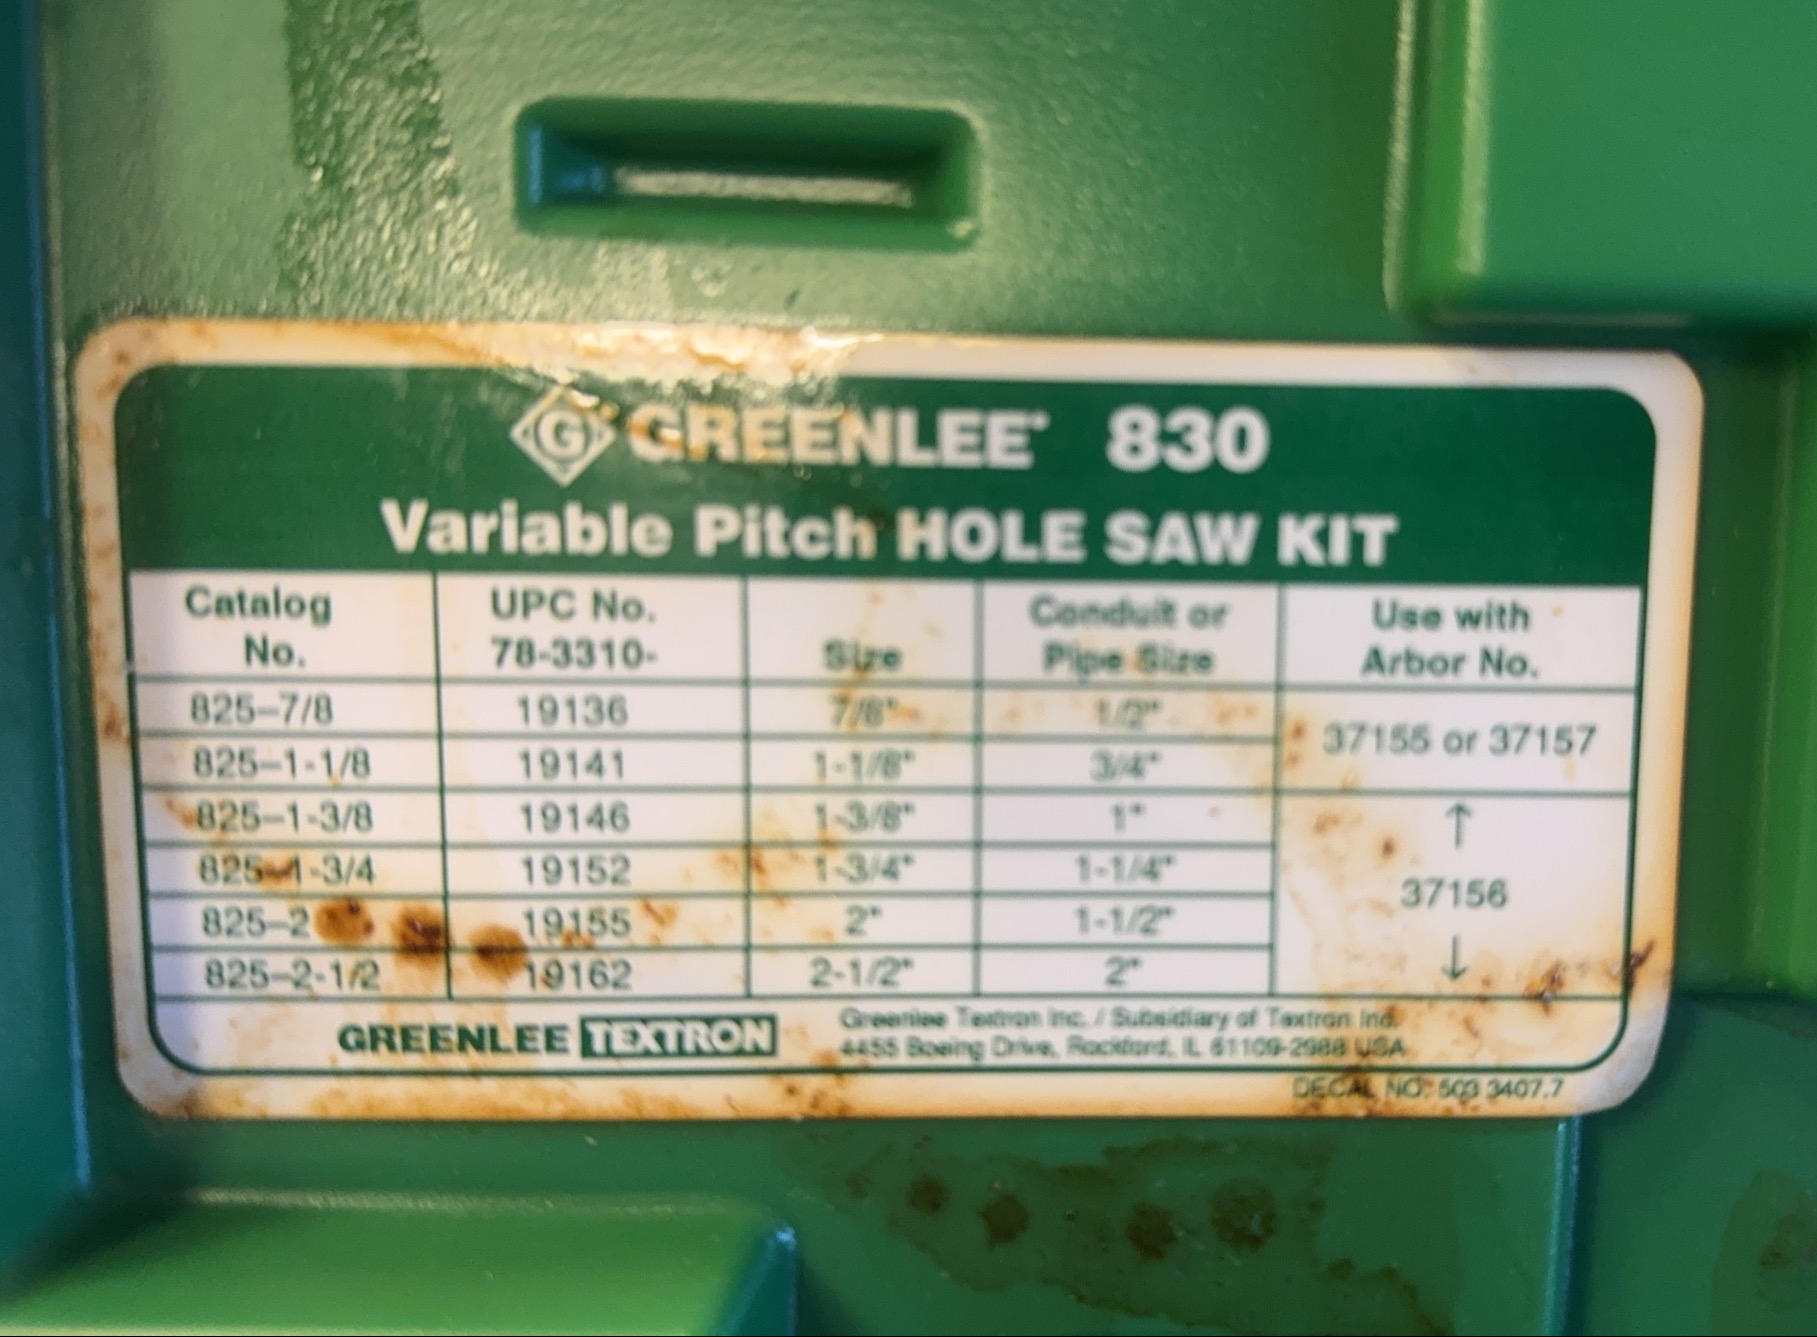 G GREENLEE 830
Variable Pitch HOLE SAW KIT
Catalog No. UPC No. 78-3310- Size Conduit or Pipe Size Use with Arbor No.
825–7/8 19136 7/8" 1/2" 37155 or 37157
825–1-1/8 19141 1-1/8" 3/4"
825–1-3/8 19146 1-3/8" 1" ↑
825–1-3/4 19152 1-3/4" 1-1/4" 37156
825–2 19155 2" 1-1/2"
825–2-1/2 19162 2-1/2" 2" ↓
GREENLEE TEXTRON
Greenlee Textron Inc. / Subsidiary of Textron Inc.
4455 Boeing Drive, Rockford, IL 61109-2988 USA
DECAL NO. 503 3407.7